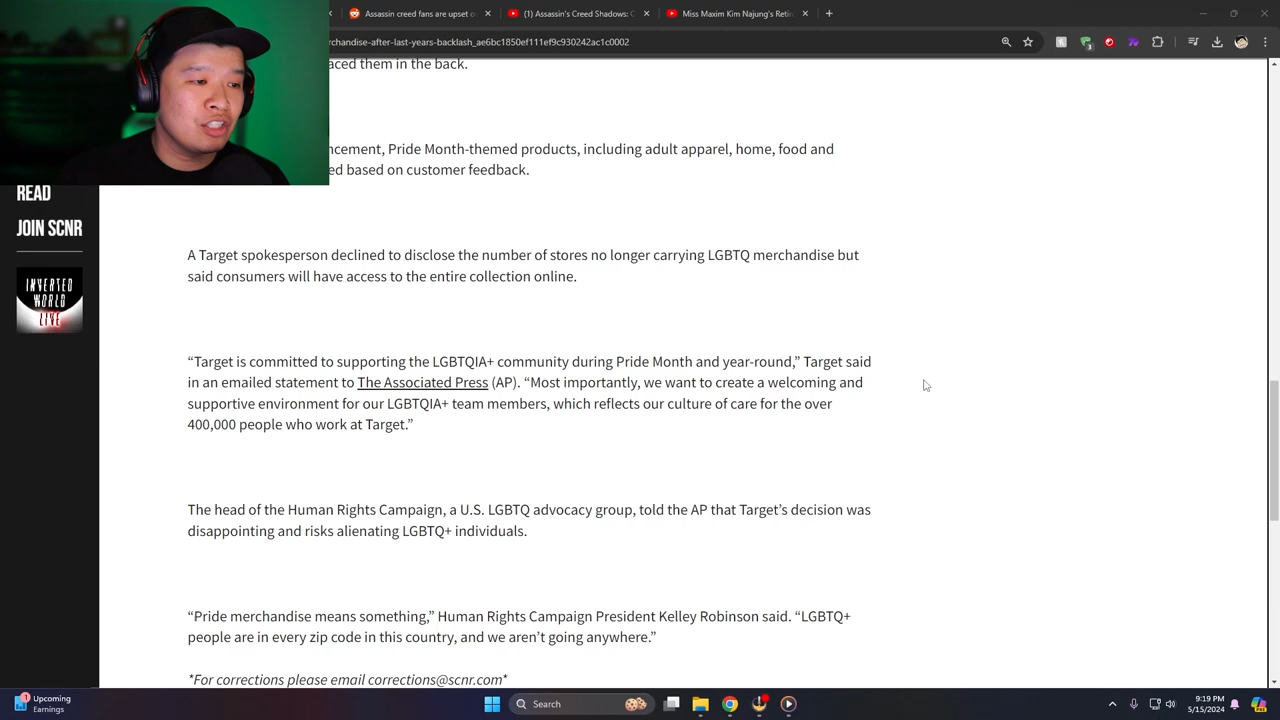 Assassin creed fans are upset o
(1) Assassin's Creed Shadows: C
Miss Maxim Kim Najung's Retir
rchandise-after-last-years-backlash_ae6bc1850ef111ef9c930242ac1c0002
aced them in the back.
ncement, Pride Month-themed products, including adult apparel, home, food and
ed based on customer feedback.
READ
JOIN SCNR
INVERTED
WORLD
LIVE
A Target spokesperson declined to disclose the number of stores no longer carrying LGBTQ merchandise but
said consumers will have access to the entire collection online.
“Target is committed to supporting the LGBTQIA+ community during Pride Month and year-round,” Target said
in an emailed statement to The Associated Press (AP). “Most importantly, we want to create a welcoming and
supportive environment for our LGBTQIA+ team members, which reflects our culture of care for the over
400,000 people who work at Target.”
The head of the Human Rights Campaign, a U.S. LGBTQ advocacy group, told the AP that Target’s decision was
disappointing and risks alienating LGBTQ+ individuals.
“Pride merchandise means something,” Human Rights Campaign President Kelley Robinson said. “LGBTQ+
people are in every zip code in this country, and we aren’t going anywhere.”
*For corrections please email corrections@scnr.com*
1
Upcoming
Earnings
Search
9:19 PM
5/15/2024